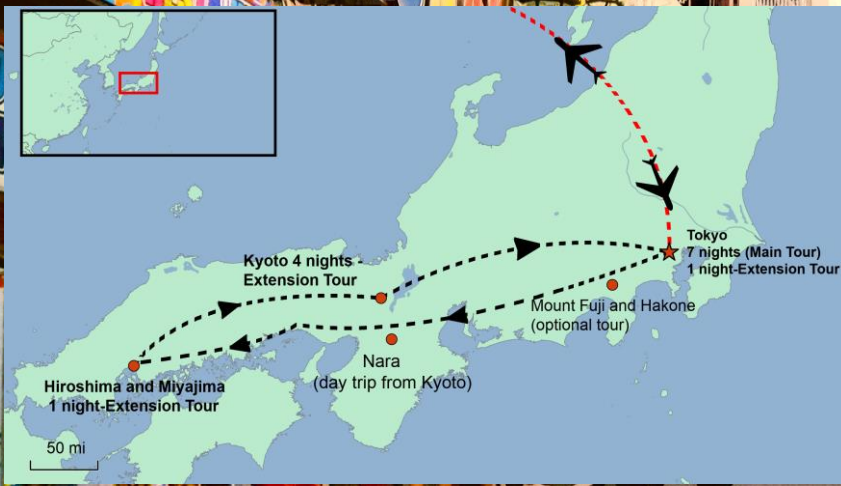 Tokyo
7 nights (Main Tour)
1 night-Extension Tour
Kyoto 4 nights -
Extension Tour
Mount Fuji and Hakone
(optional tour)
Nara
(day trip from Kyoto)
Hiroshima and Miyajima
1 night-Extension Tour
50 mi